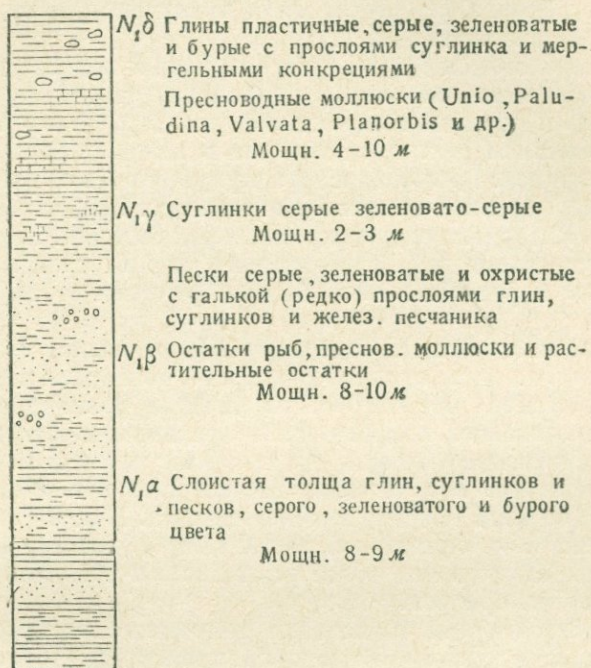 N₁δ Глины пластичные, серые, зеленоватые
и бурые с прослоями суглинка и мер-
гельными конкрециями
Пресноводные моллюски (Unio, Palu-
dina, Valvata, Planorbis и др.)
Мощн. 4-10 м
N₁γ Суглинки серые зеленовато-серые
Мощн. 2-3 м
Пески серые, зеленоватые и охристые
с галькой (редко) прослоями глин,
суглинков и желез. песчаника
N₁β Остатки рыб, преснов. моллюски и рас-
тительные остатки
Мощн. 8-10 м
N₁α Слоистая толща глин, суглинков и
песков, серого, зеленоватого и бурого
цвета
Мощн. 8-9 м